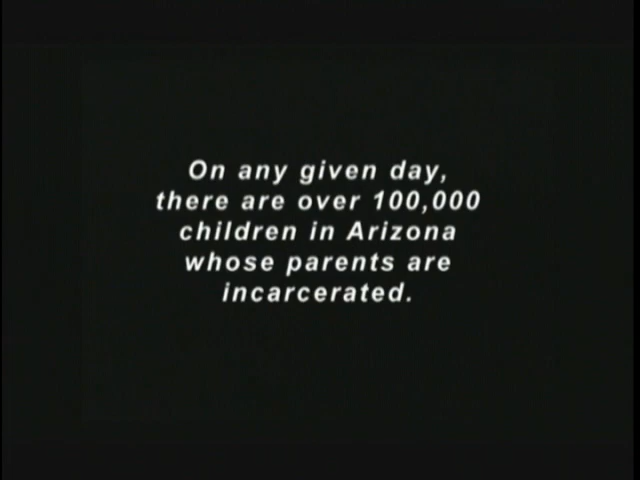 On any given day,
there are over 100,000
children in Arizona
whose parents are
incarcerated.